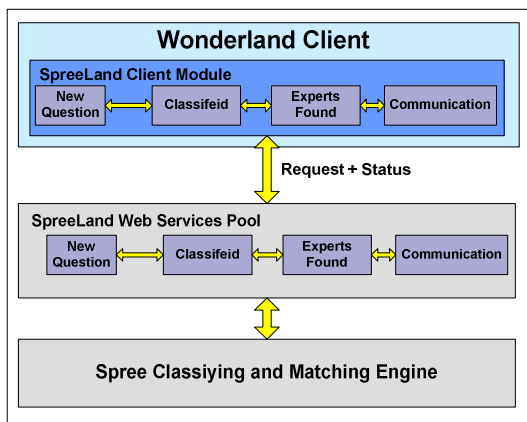 Wonderland Client
SpreeLand Client Module
New
Question
Classifeid
Experts
Found
Communication
Request + Status
SpreeLand Web Services Pool
New
Question
Classifeid
Experts
Found
Communication
Spree Classiying and Matching Engine